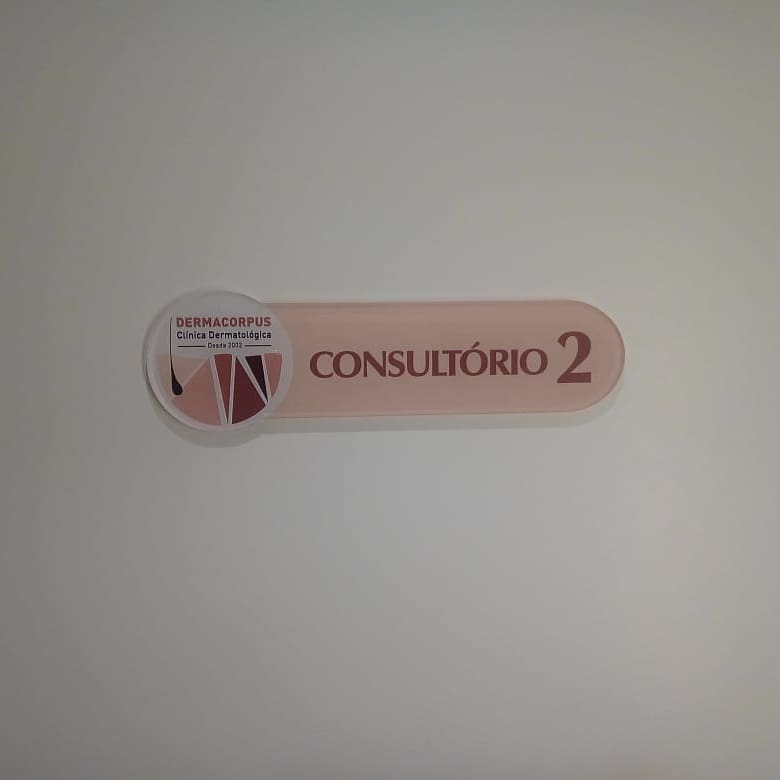 DERMACORPUS
Clínica Dermatológica
Desde 2002
CONSULTÓRIO 2